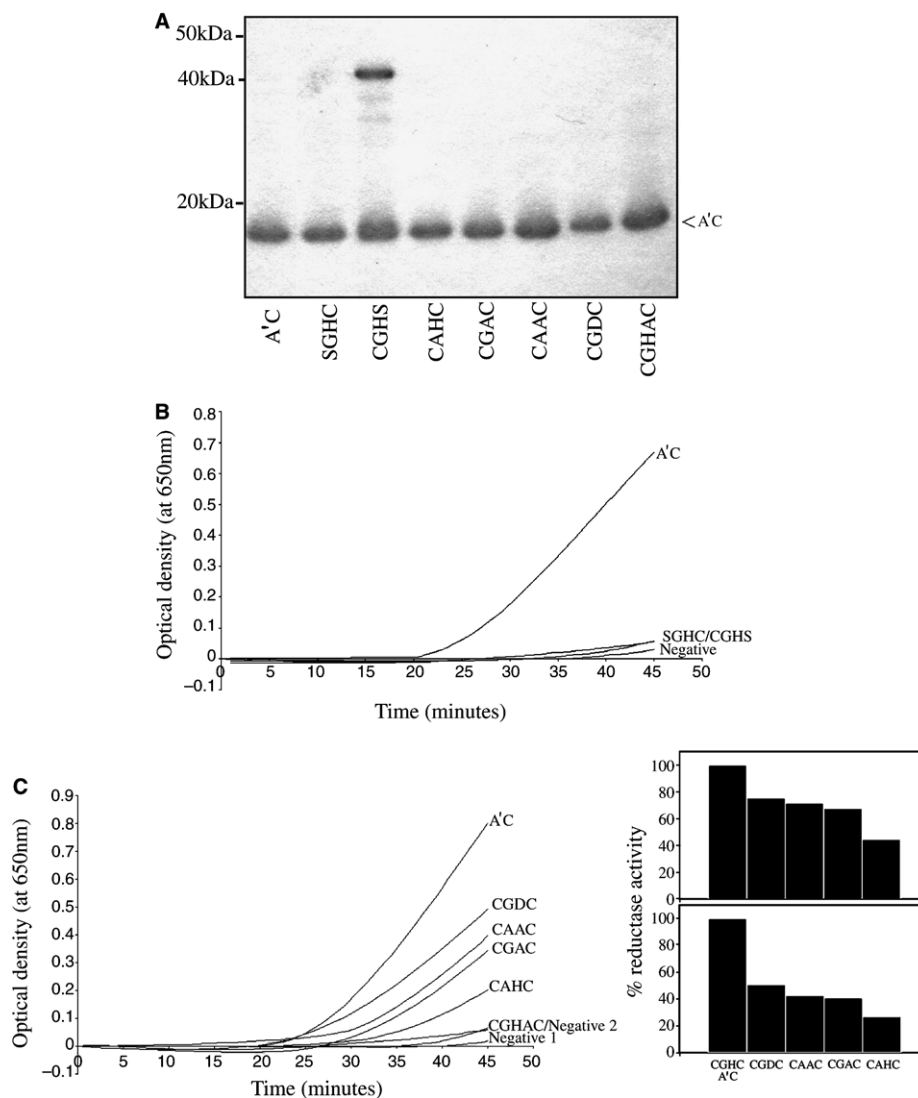 A
50kDa
40kDa
20kDa
<A'C
A'C
SGHC
CGHS
CAHC
CGAC
CAAC
CGDC
CGHAC
B
Optical density (at 650nm)
0.8
0.7
0.6
0.5
0.4
0.3
0.2
0.1
0
−0.1
A'C
SGHC/CGHS
Negative
0 5 10 15 20 25 30 35 40 45 50
Time (minutes)
C
Optical density (at 650nm)
0.9
0.8
0.7
0.6
0.5
0.4
0.3
0.2
0.1
0.0
−0.1
A'C
CGDC
CAAC
CGAC
CAHC
CGHAC/Negative 2
Negative 1
0 5 10 15 20 25 30 35 40 45 50
Time (minutes)
% reductase activity
100
80
60
40
20
0
100
80
60
40
20
0
CGHC CGDC CAAC CGAC CAHC
A'C